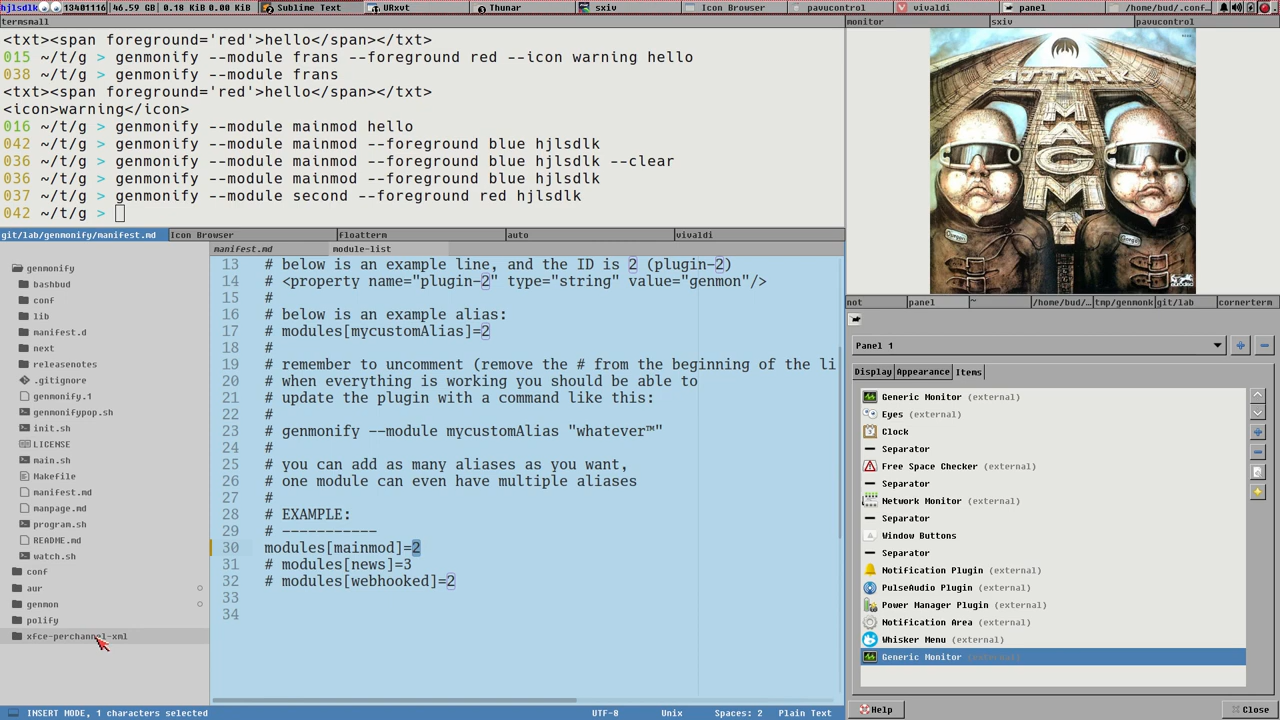 hjlsdlk 13401116 46.59 GB 0.18 KiB 0.00 KiB Sublime Text URxvt Thunar sxiv Icon Browser pavucontrol vivaldi panel /home/bud/.conf...
termsmall
<txt><span foreground='red'>hello</span></txt>
015 ~/t/g > genmonify --module frans --foreground red --icon warning hello
038 ~/t/g > genmonify --module frans
<txt><span foreground='red'>hello</span></txt>
<icon>warning</icon>
016 ~/t/g > genmonify --module mainmod hello
042 ~/t/g > genmonify --module mainmod --foreground blue hjlsdlk
036 ~/t/g > genmonify --module mainmod --foreground blue hjlsdlk --clear
036 ~/t/g > genmonify --module mainmod --foreground blue hjlsdlk
037 ~/t/g > genmonify --module second --foreground red hjlsdlk
042 ~/t/g >
git/lab/genmonify/manifest.md Icon Browser floatterm auto vivaldi
genmonify
bashbud
conf
lib
manifest.d
next
releasenotes
.gitignore
genmonify.1
genmonifypop.sh
init.sh
LICENSE
main.sh
Makefile
manifest.md
manpage.md
program.sh
README.md
watch.sh
conf
aur
genmon
polify
xfce-perchannel-xml
manifest.md module-list
13 # below is an example line, and the ID is 2 (plugin-2)
14 # <property name="plugin-2" type="string" value="genmon"/>
15 #
16 # below is an example alias:
17 # modules[mycustomAlias]=2
18 #
19 # remember to uncomment (remove the # from the beginning of the li
20 # when everything is working you should be able to
21 # update the plugin with a command like this:
22 #
23 # genmonify --module mycustomAlias "whatever™"
24 #
25 # you can add as many aliases as you want,
26 # one module can even have multiple aliases
27 #
28 # EXAMPLE:
29 # -----------
30 modules[mainmod]=2
31 # modules[news]=3
32 # modules[webhooked]=2
33
34
INSERT MODE, 1 characters selected UTF-8 Unix Spaces: 2 Plain Text
monitor sxiv pavucontrol
ATTAHK
MAGMA
not panel ~ /home/bud/... tmp/genmonk git/lab cornerterm
Panel 1
Display Appearance Items
Generic Monitor (external)
Eyes (external)
Clock
Separator
Free Space Checker (external)
Separator
Network Monitor (external)
Separator
Window Buttons
Separator
Notification Plugin (external)
PulseAudio Plugin (external)
Power Manager Plugin (external)
Notification Area (external)
Whisker Menu (external)
Generic Monitor (external)
Help Close